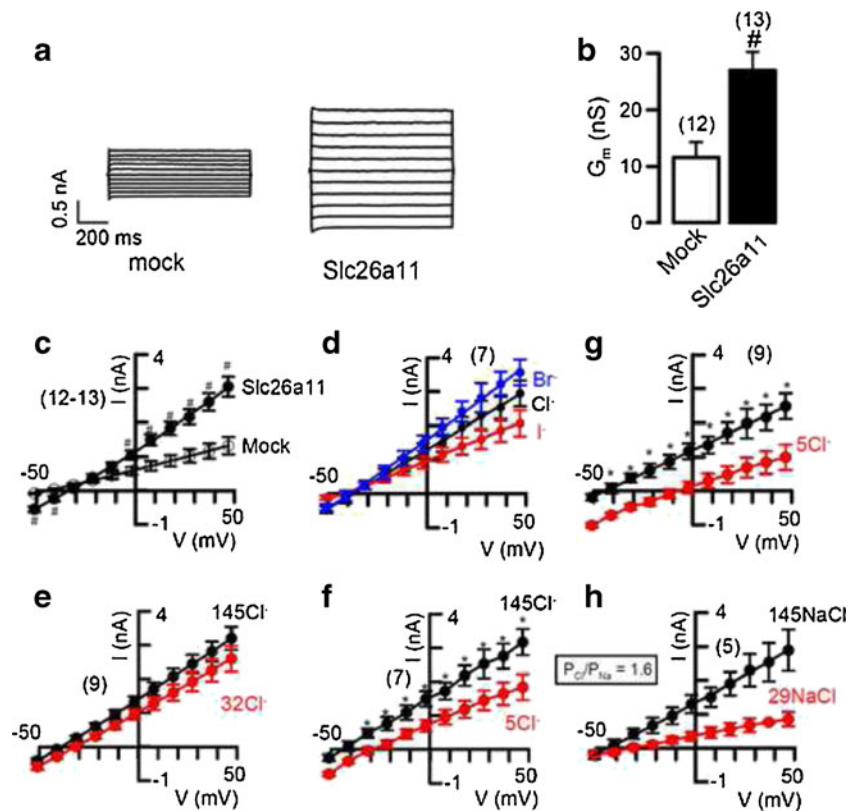 a
0.5 nA
200 ms
mock
Slc26a11
b
Gm (nS)
30
20
10
0
(12)
(13)
#
Mock
Slc26a11
c
I (nA)
4
(12-13)
# # # # # #
Slc26a11
Mock
-50
# #
-1
50
V (mV)
d
I (nA)
4
(7)
Br-
Cl-
I-
-50
-1
50
V (mV)
g
I (nA)
4
(9)
* * * * * * * * * *
5Cl-
-50
-1
50
V (mV)
e
I (nA)
4
145Cl-
(9)
32Cl-
-50
-1
50
V (mV)
f
I (nA)
4
145Cl-
(7)
* * * * * * * * *
5Cl-
-50
-1
50
V (mV)
h
I (nA)
4
145NaCl
(5)
PCl/PNa = 1.6
29NaCl
-50
-1
50
V (mV)